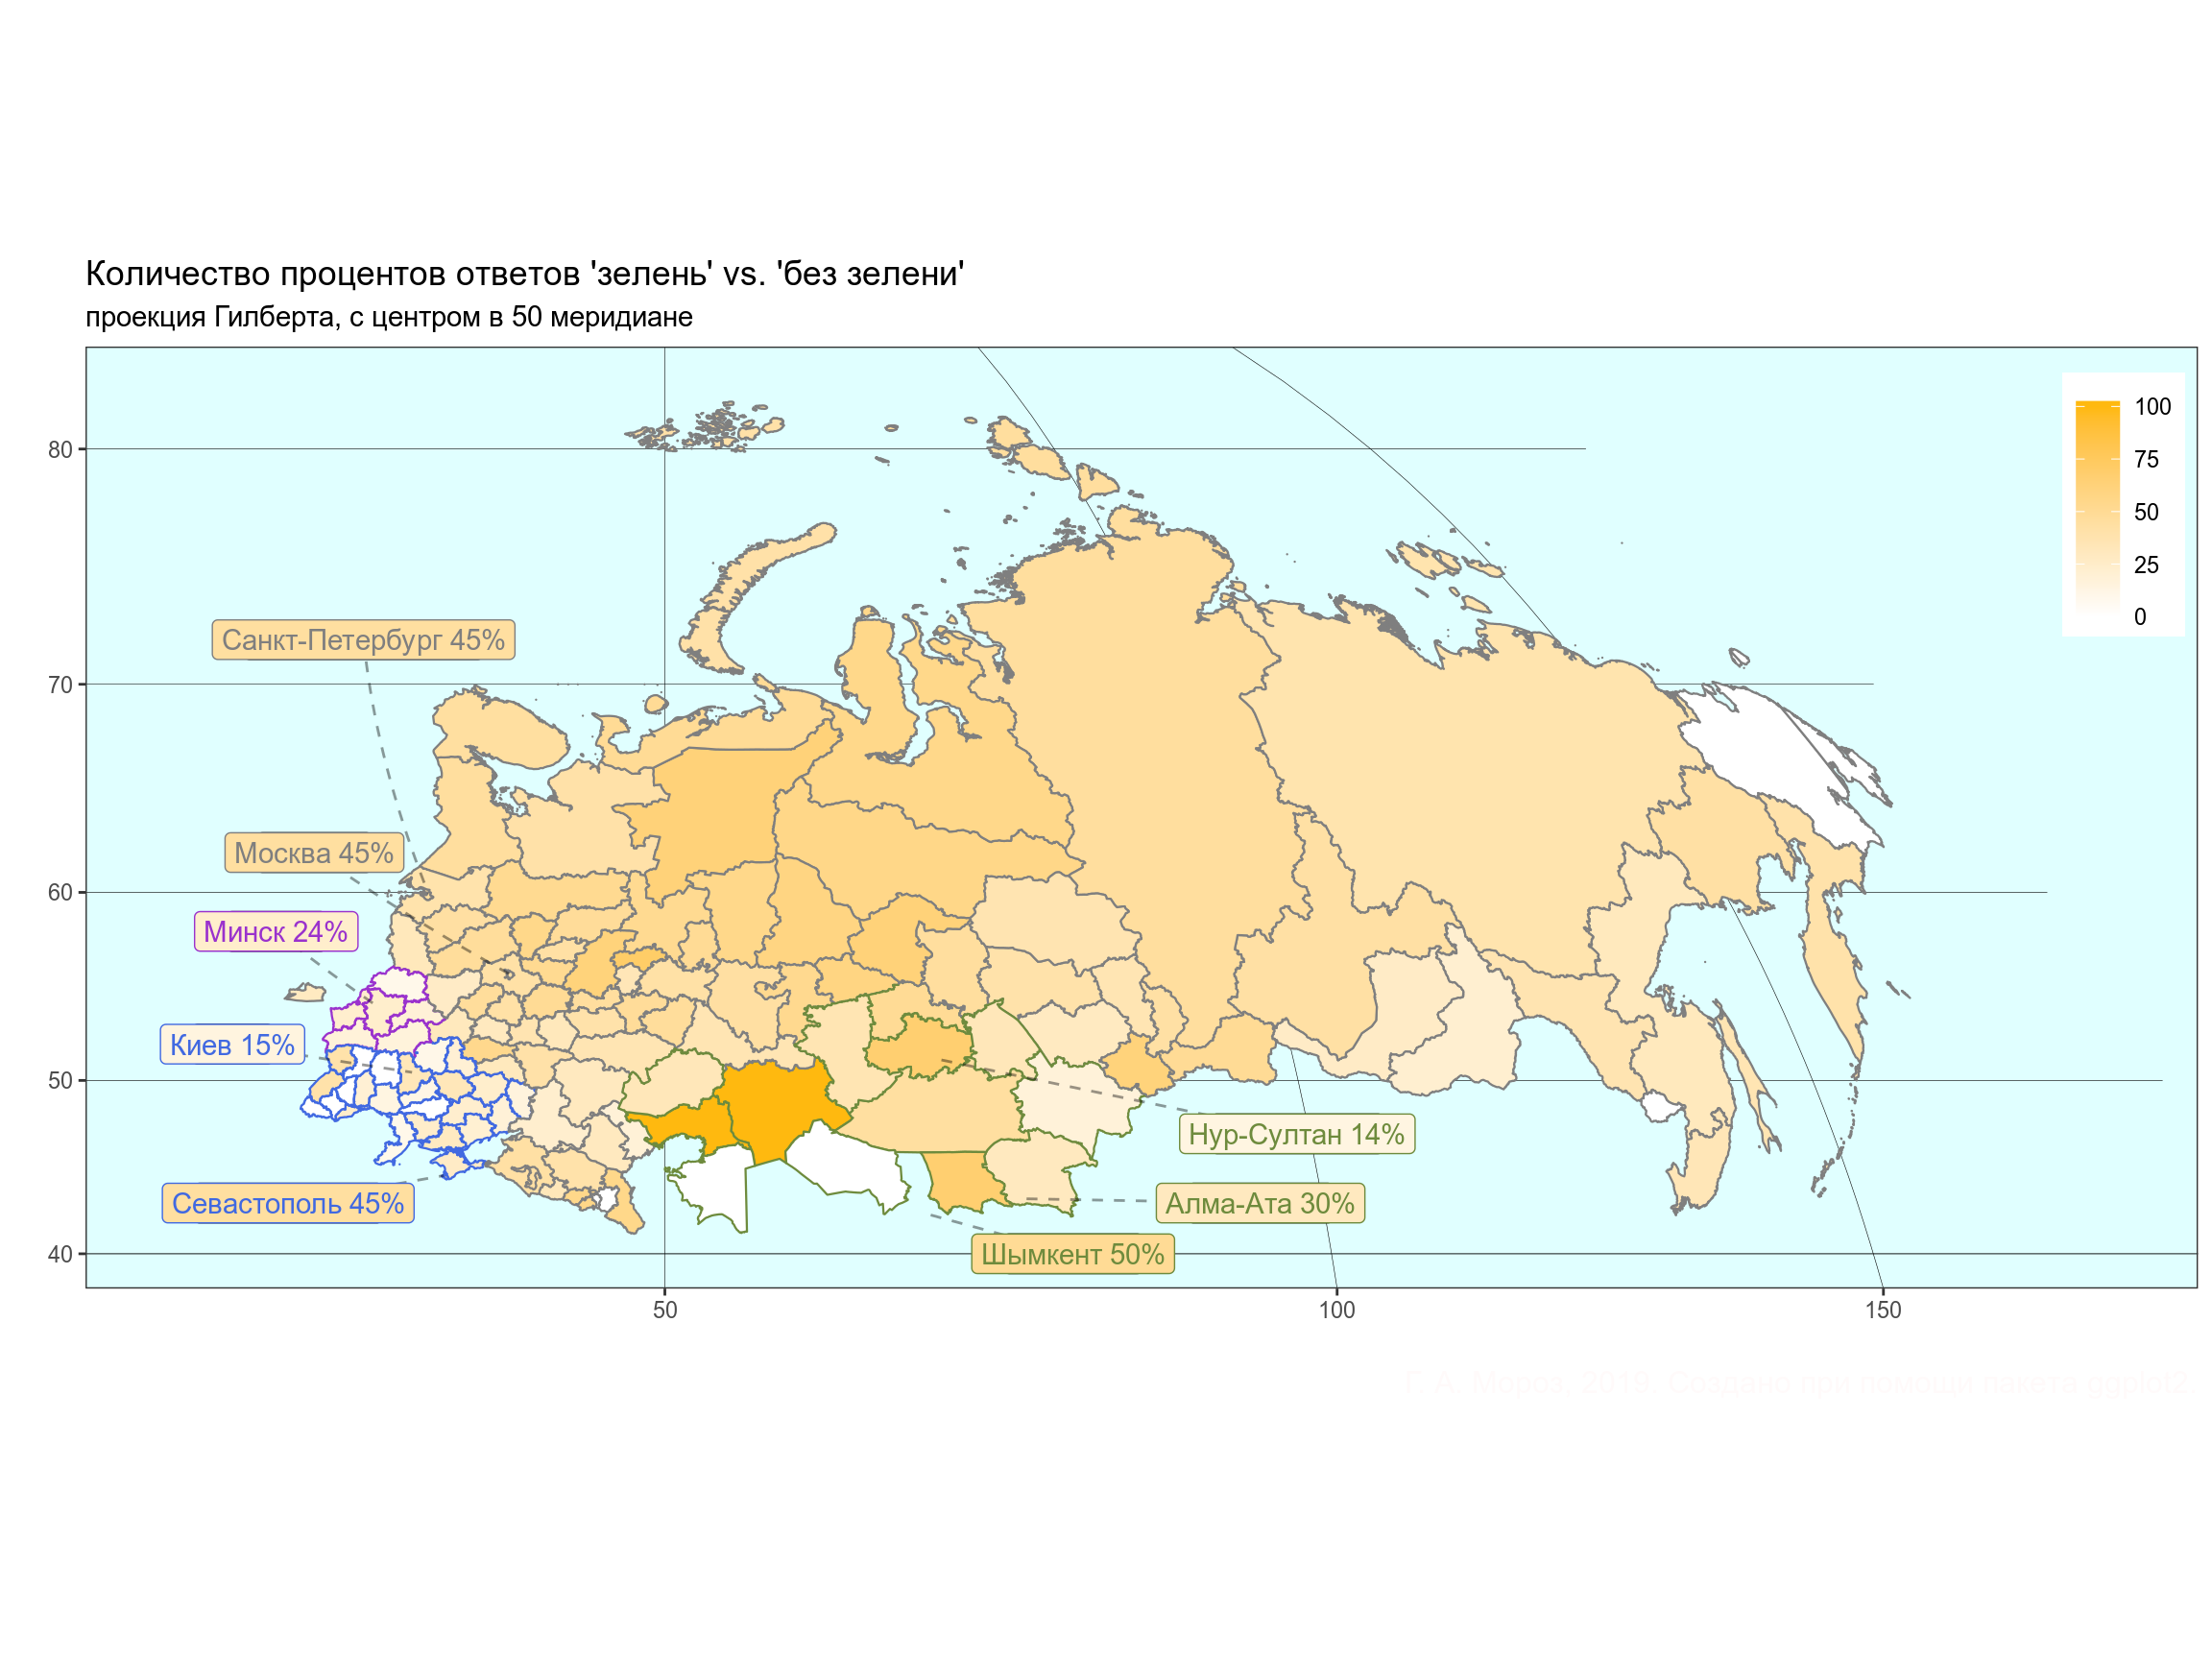 Количество процентов ответов 'зелень' vs. 'без зелени'
проекция Гилберта, с центром в 50 меридиане
100
75
50
25
0
80
70
60
50
40
Санкт-Петербург 45%
Москва 45%
Минск 24%
Киев 15%
Севастополь 45%
Нур-Султан 14%
Алма-Ата 30%
Шымкент 50%
50
100
150
Г. А. Мороз, 2019. Создано при помощи пакета ggplot2.